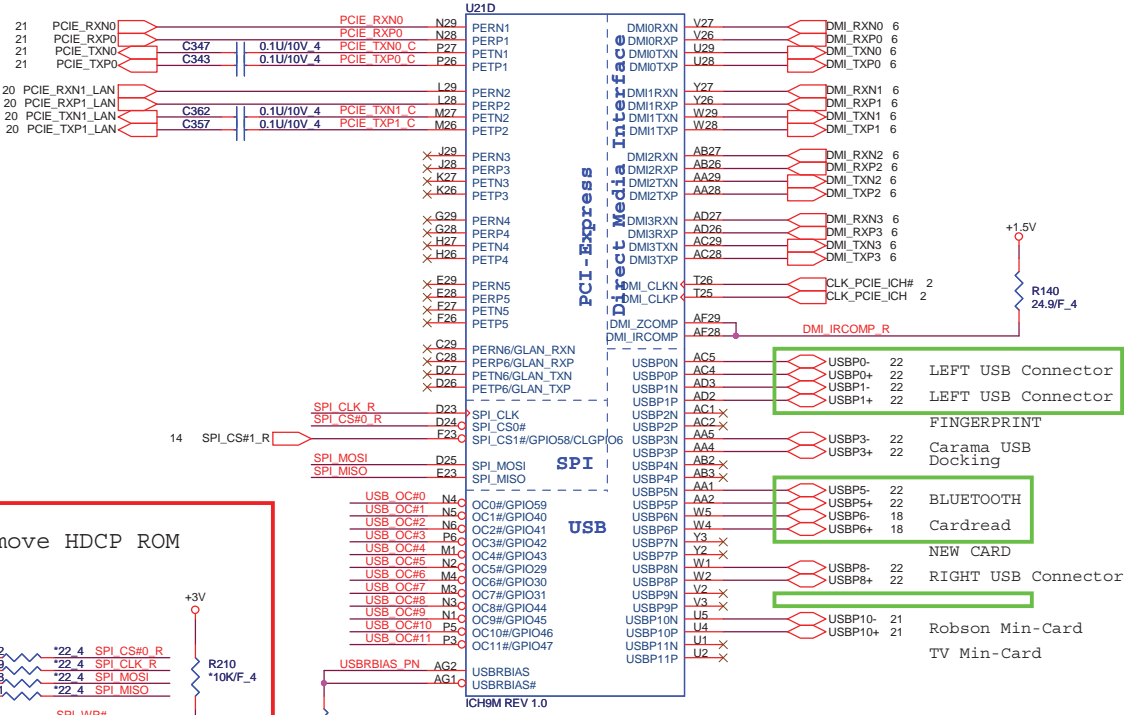 U21D
21 PCIE_RXN0 PCIE_RXN0 N29 PERN1 DMI0RXN V27 DMI_RXN0 6
21 PCIE_RXP0 PCIE_RXP0 N28 PERP1 DMI0RXP V26 DMI_RXP0 6
21 PCIE_TXN0 C347 0.1U/10V_4 PCIE_TXN0_C P27 PETN1 DMI0TXN U29 DMI_TXN0 6
21 PCIE_TXP0 C343 0.1U/10V_4 PCIE_TXP0_C P26 PETP1 DMI0TXP U28 DMI_TXP0 6
20 PCIE_RXN1_LAN L29 PERN2 DMI1RXN Y27 DMI_RXN1 6
20 PCIE_RXP1_LAN L28 PERP2 DMI1RXP Y26 DMI_RXP1 6
20 PCIE_TXN1_LAN C362 0.1U/10V_4 PCIE_TXN1_C M27 PETN2 DMI1TXN W29 DMI_TXN1 6
20 PCIE_TXP1_LAN C357 0.1U/10V_4 PCIE_TXP1_C M26 PETP2 DMI1TXP W28 DMI_TXP1 6
J29 PERN3 DMI2RXN AB27 DMI_RXN2 6
J28 PERP3 DMI2RXP AB26 DMI_RXP2 6
K27 PETN3 DMI2TXN AA29 DMI_TXN2 6
K26 PETP3 DMI2TXP AA28 DMI_TXP2 6
PCI-Express
Direct Media Interface
G29 PERN4 DMI3RXN AD27 DMI_RXN3 6
G28 PERP4 DMI3RXP AD26 DMI_RXP3 6
H27 PETN4 DMI3TXN AC29 DMI_TXN3 6
H26 PETP4 DMI3TXP AC28 DMI_TXP3 6
+1.5V
E29 PERN5 DMI_CLKN T26 CLK_PCIE_ICH# 2
E28 PERP5 DMI_CLKP T25 CLK_PCIE_ICH 2
R140
24.9/F_4
F27 PETN5
F26 PETP5 DMI_ZCOMP AF29
DMI_IRCOMP AF28 DMI_IRCOMP_R
C29 PERN6/GLAN_RXN
C28 PERP6/GLAN_RXP USBP0N AC5 USBP0- 22
D27 PETN6/GLAN_TXN USBP0P AC4 USBP0+ 22 LEFT USB Connector
D26 PETP6/GLAN_TXP USBP1N AD3 USBP1- 22
USBP1P AD2 USBP1+ 22 LEFT USB Connector
SPI_CLK_R D23 SPI_CLK USBP2N AC1
SPI_CS#0_R D24 SPI_CS0# USBP2P AC2 FINGERPRINT
14 SPI_CS#1_R F23 SPI_CS1#/GPIO58/CLGPIO6 USBP3N AA5 USBP3- 22
USBP3P AA4 USBP3+ 22 Carama USB
SPI_MOSI D25 SPI_MOSI SPI USBP4N AB2 Docking
SPI_MISO E23 SPI_MISO USBP4P AB3
USBP5N AA1 USBP5- 22
USB_OC#0 N4 OC0#/GPIO59 USBP5P AA2 USBP5+ 22 BLUETOOTH
USB_OC#1 N5 OC1#/GPIO40 USBP6N W5 USBP6- 18
USB_OC#2 N6 OC2#/GPIO41 USB USBP6P W4 USBP6+ 18 Cardread
USB_OC#3 P6 OC3#/GPIO42 USBP7N Y3
USB_OC#4 M1 OC4#/GPIO43 USBP7P Y2 NEW CARD
USB_OC#5 N2 OC5#/GPIO29 USBP8N W1 USBP8- 22
USB_OC#6 M4 OC6#/GPIO30 USBP8P W2 USBP8+ 22 RIGHT USB Connector
USB_OC#7 M3 OC7#/GPIO31 USBP9N V2
USB_OC#8 N3 OC8#/GPIO44 USBP9P V3
USB_OC#9 N1 OC9#/GPIO45 USBP10N U5 USBP10- 21
USB_OC#10 P5 OC10#/GPIO46 USBP10P U4 USBP10+ 21 Robson Min-Card
USB_OC#11 P3 OC11#/GPIO47 USBP11N U1
USBP11P U2 TV Min-Card
USBRBIAS_PN AG2 USBRBIAS
AG1 USBRBIAS#
ICH9M REV 1.0
move HDCP ROM
+3V
*22_4 SPI_CS#0_R
*22_4 SPI_CLK_R
*22_4 SPI_MOSI
*22_4 SPI_MISO
R210
*10K/F_4
SPI_WP#